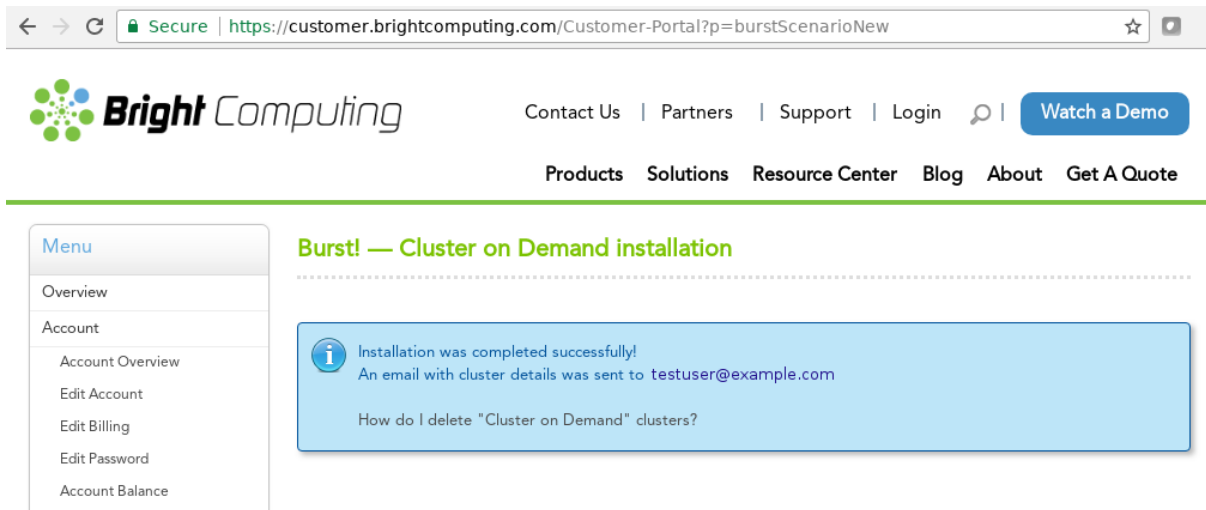 Secure https://customer.brightcomputing.com/Customer-Portal?p=burstScenarioNew
Bright Computing
Contact Us | Partners | Support | Login | Watch a Demo
Products Solutions Resource Center Blog About Get A Quote
Menu
Overview
Account
Account Overview
Edit Account
Edit Billing
Edit Password
Account Balance
Burst! — Cluster on Demand installation
Installation was completed successfully!
An email with cluster details was sent to testuser@example.com
How do I delete "Cluster on Demand" clusters?